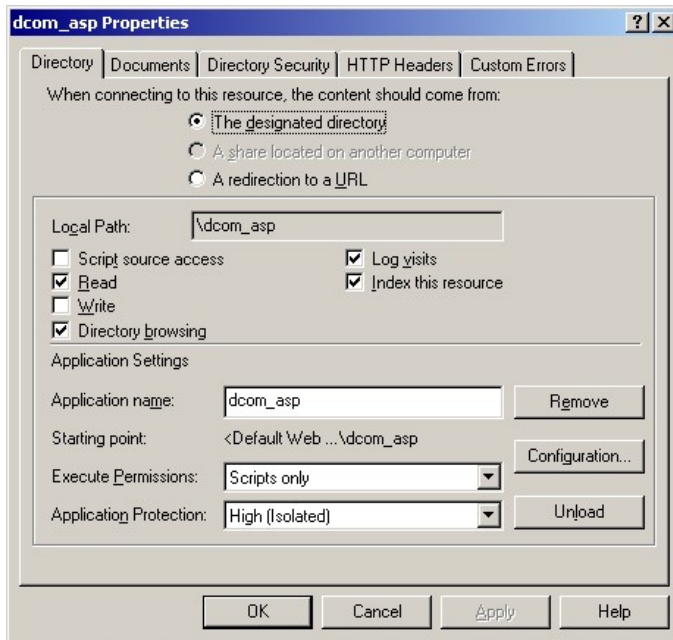 dcom_asp Properties
Directory Documents Directory Security HTTP Headers Custom Errors
When connecting to this resource, the content should come from:
The designated directory
A share located on another computer
A redirection to a URL
Local Path: \dcom_asp
Script source access Log visits
Read Index this resource
Write
Directory browsing
Application Settings
Application name: dcom_asp Remove
Starting point: <Default Web ...\dcom_asp
Configuration...
Execute Permissions: Scripts only
Application Protection: High (Isolated) Unload
OK Cancel Apply Help